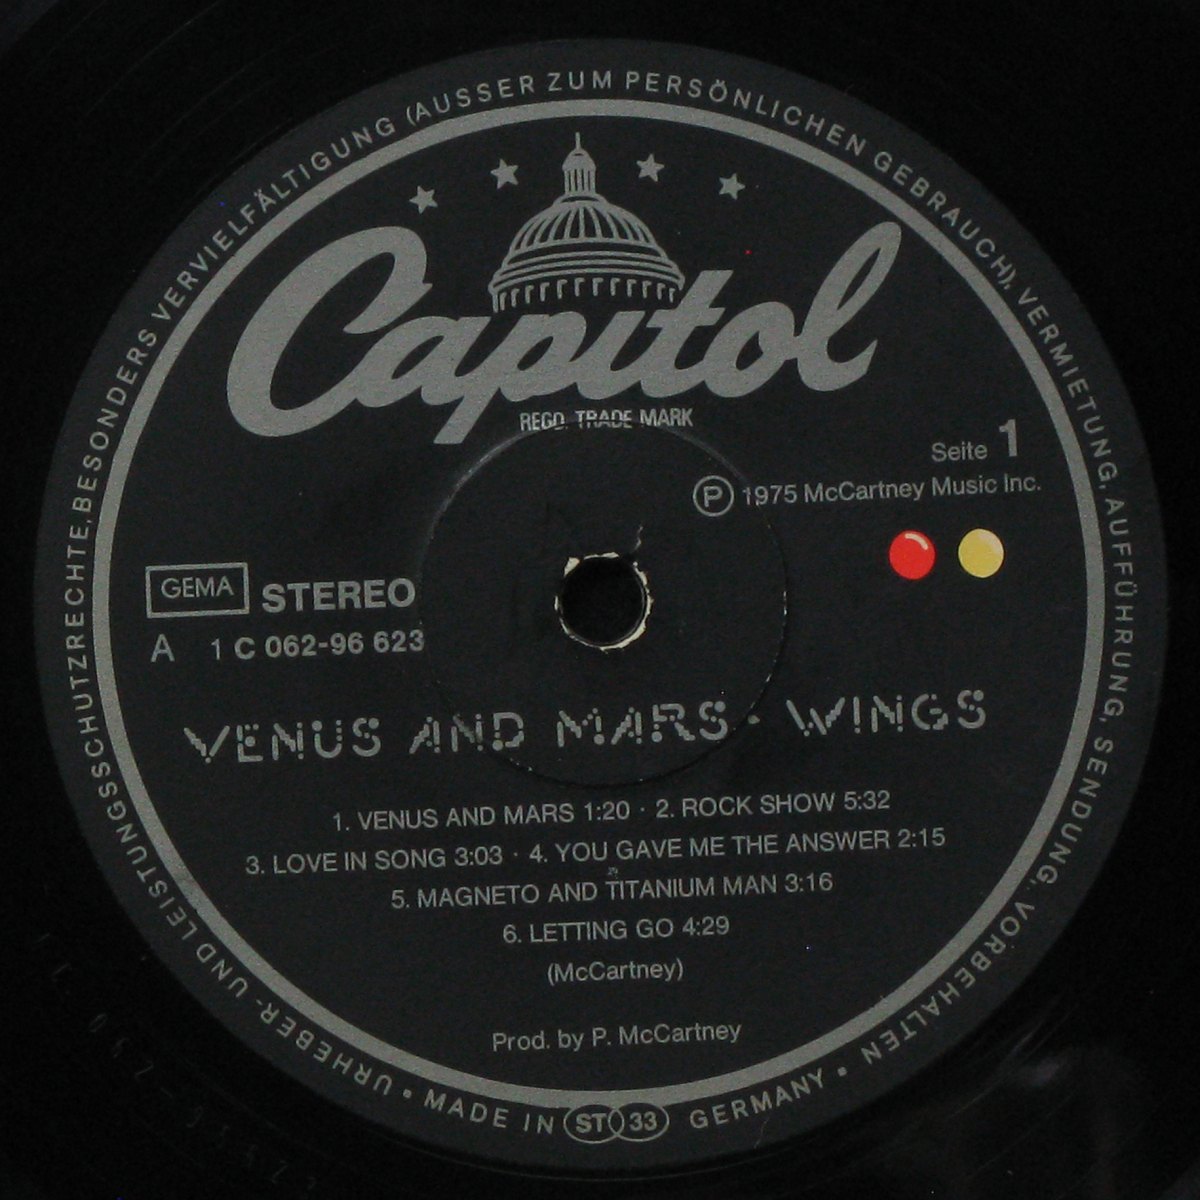 URHEBER- UND LEISTUNGSSCHUTZRECHTE, BESONDERS VERVIELFÄLTIGUNG (AUSSER ZUM PERSÖNLICHEN GEBRAUCH), VERMIETUNG, AUFFÜHRUNG, SENDUNG, VORBEHALTEN
Capitol
REGD. TRADE MARK
Seite 1
Ⓟ 1975 McCartney Music Inc.
GEMA STEREO
A 1 C 062-96 623
VENUS AND MARS · WINGS
1. VENUS AND MARS 1:20 · 2. ROCK SHOW 5:32
3. LOVE IN SONG 3:03 · 4. YOU GAVE ME THE ANSWER 2:15
5. MAGNETO AND TITANIUM MAN 3:16
6. LETTING GO 4:29
(McCartney)
Prod. by P. McCartney
• MADE IN ST 33 GERMANY •